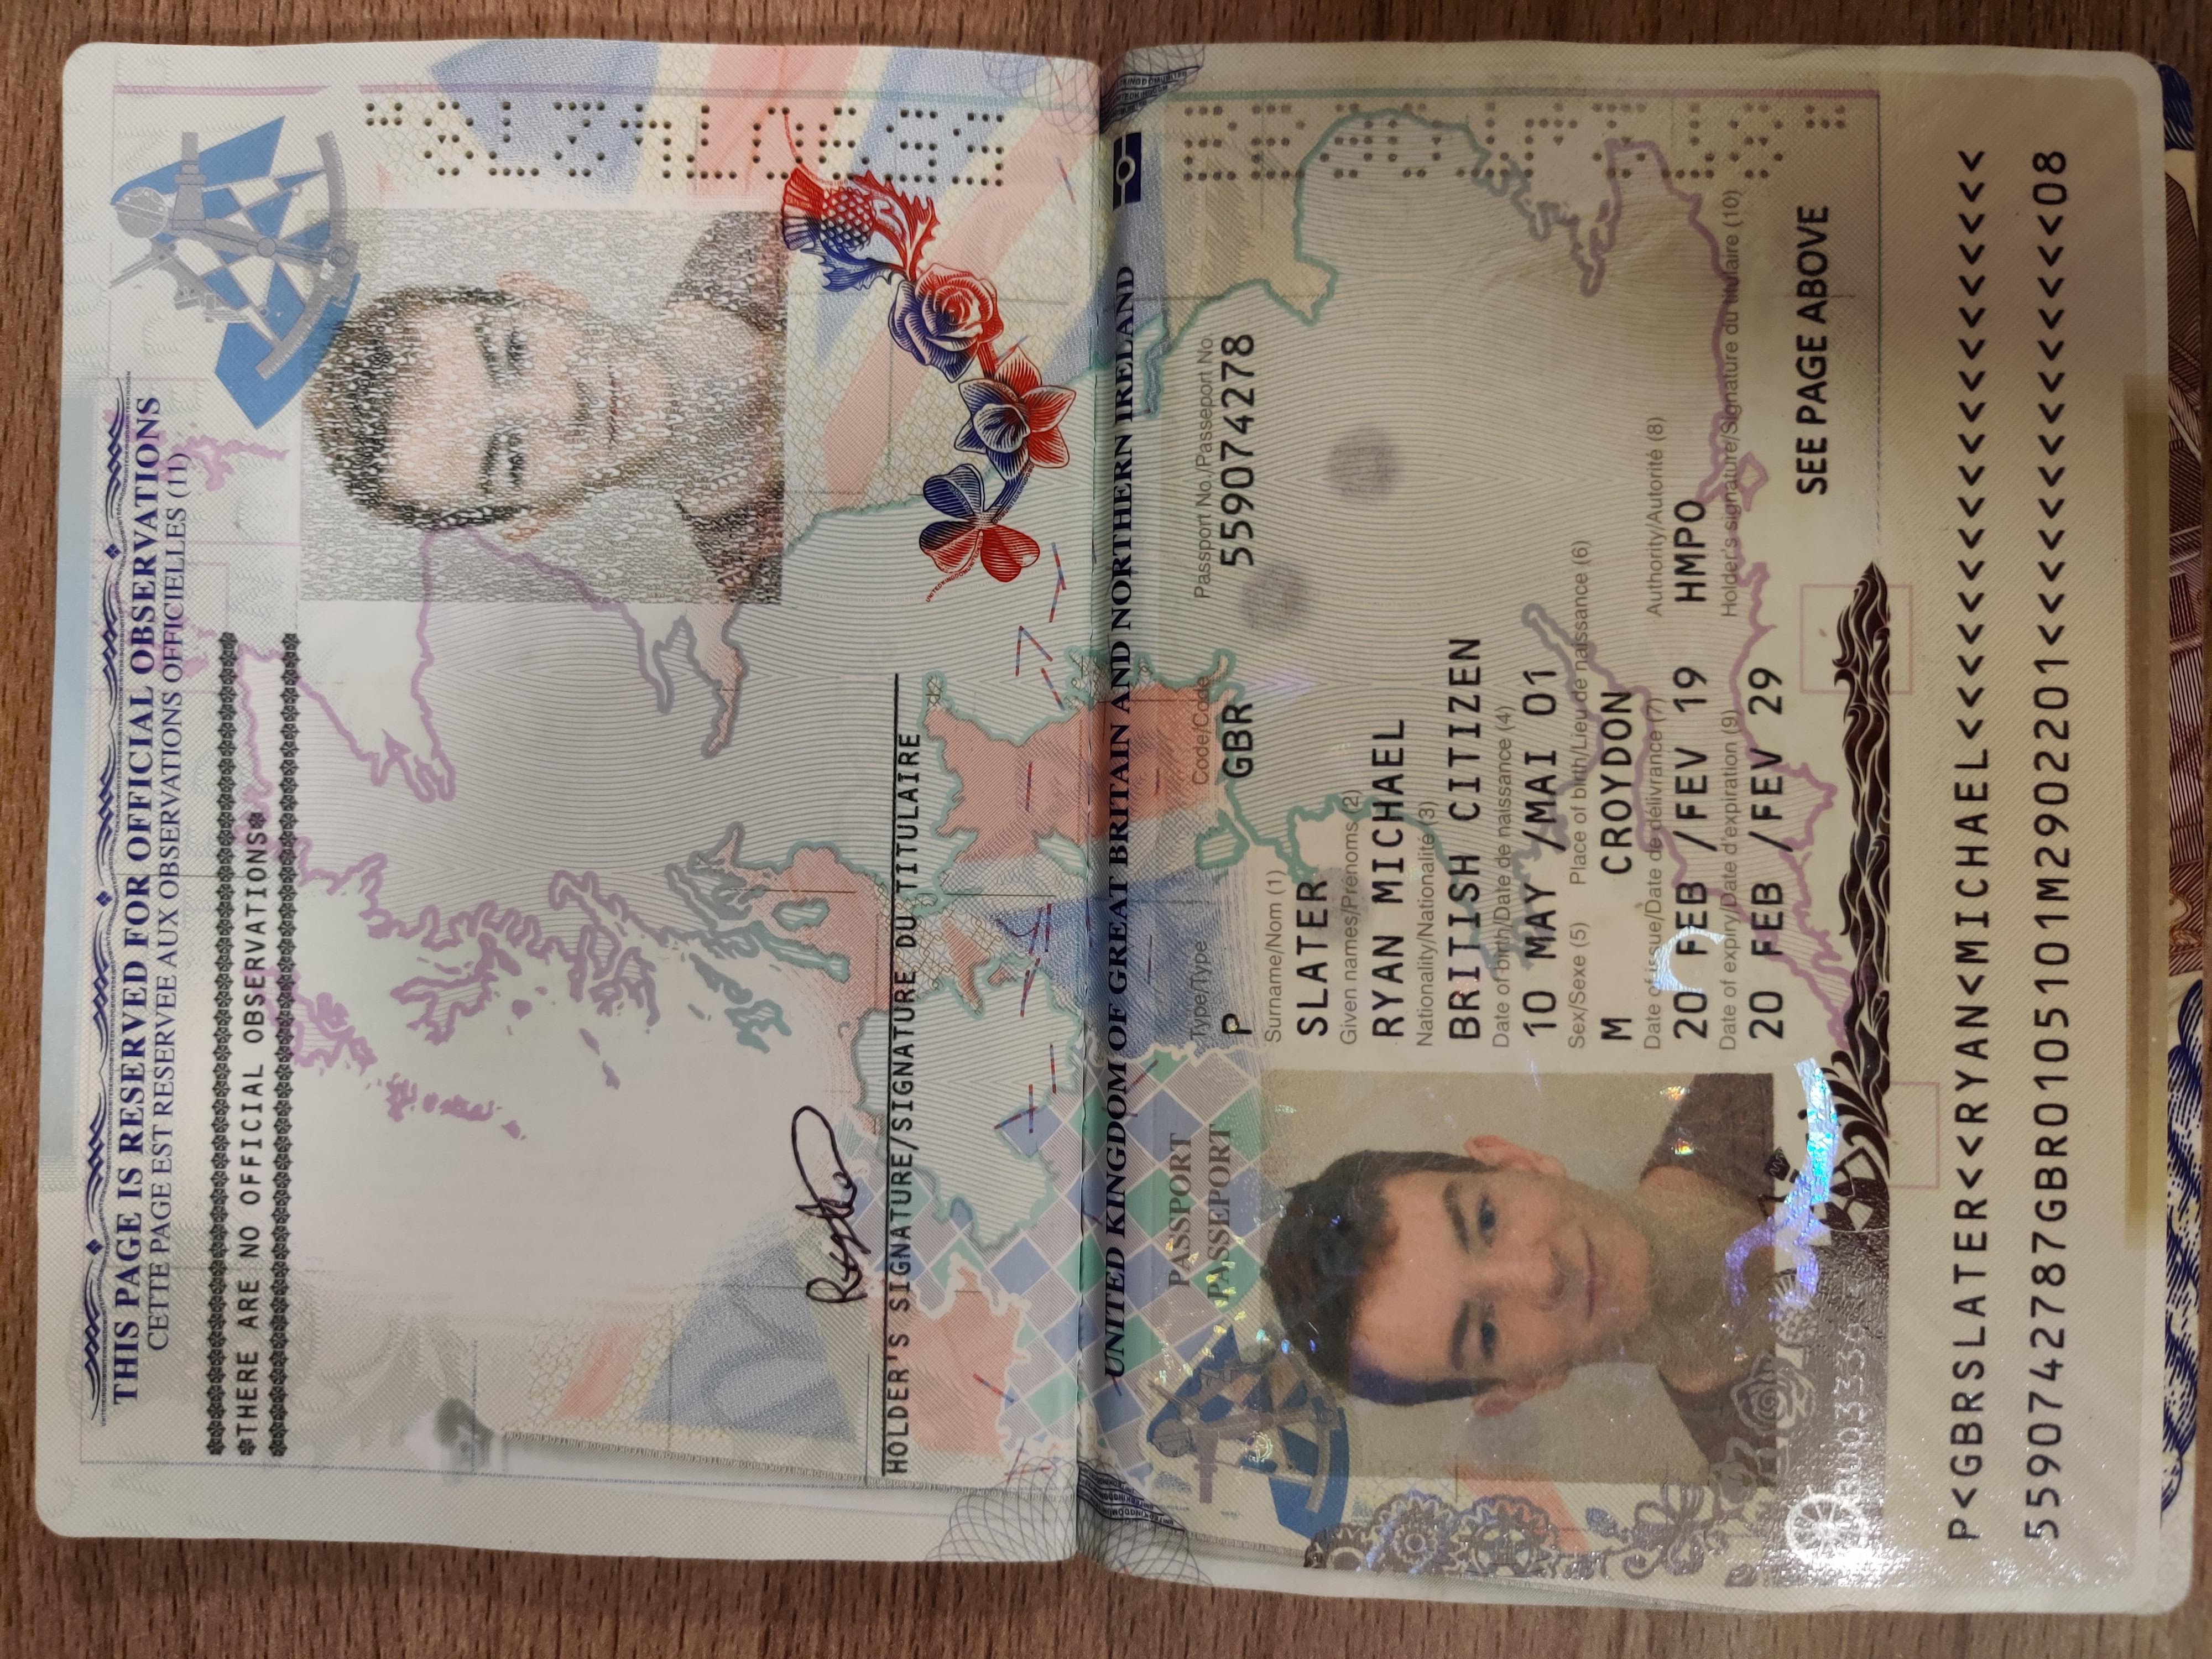 THIS PAGE IS RESERVED FOR OFFICIAL OBSERVATIONS
CETTE PAGE EST RESERVEE AUX OBSERVATIONS OFFICIELLES (11)
*THERE ARE NO OFFICIAL OBSERVATIONS*
HOLDER'S SIGNATURE/SIGNATURE DU TITULAIRE
UNITED KINGDOM OF GREAT BRITAIN AND NORTHERN IRELAND
PASSPORT
PASSEPORT
Type/Type Code/Code Passport No./Passeport No.
P GBR 559074278
Surname/Nom (1)
SLATER
Given names/Prénoms (2)
RYAN MICHAEL
Nationality/Nationalité (3)
BRITISH CITIZEN
Date of birth/Date de naissance (4)
10 MAY /MAI 01
Sex/Sexe (5) Place of birth/Lieu de naissance (6)
M CROYDON
Date of issue/Date de délivrance (7) Authority/Autorité (8)
20 FEB /FEV 19 HMPO
Date of expiry/Date d'expiration (9) Holder's signature/Signature du titulaire (10)
20 FEB /FEV 29
SEE PAGE ABOVE
P<GBRSLATER<<RYAN<MICHAEL<<<<<<<<<<<<<<<<<<<
5590742787GBR0105101M2902201<<<<<<<<<<<<<<08